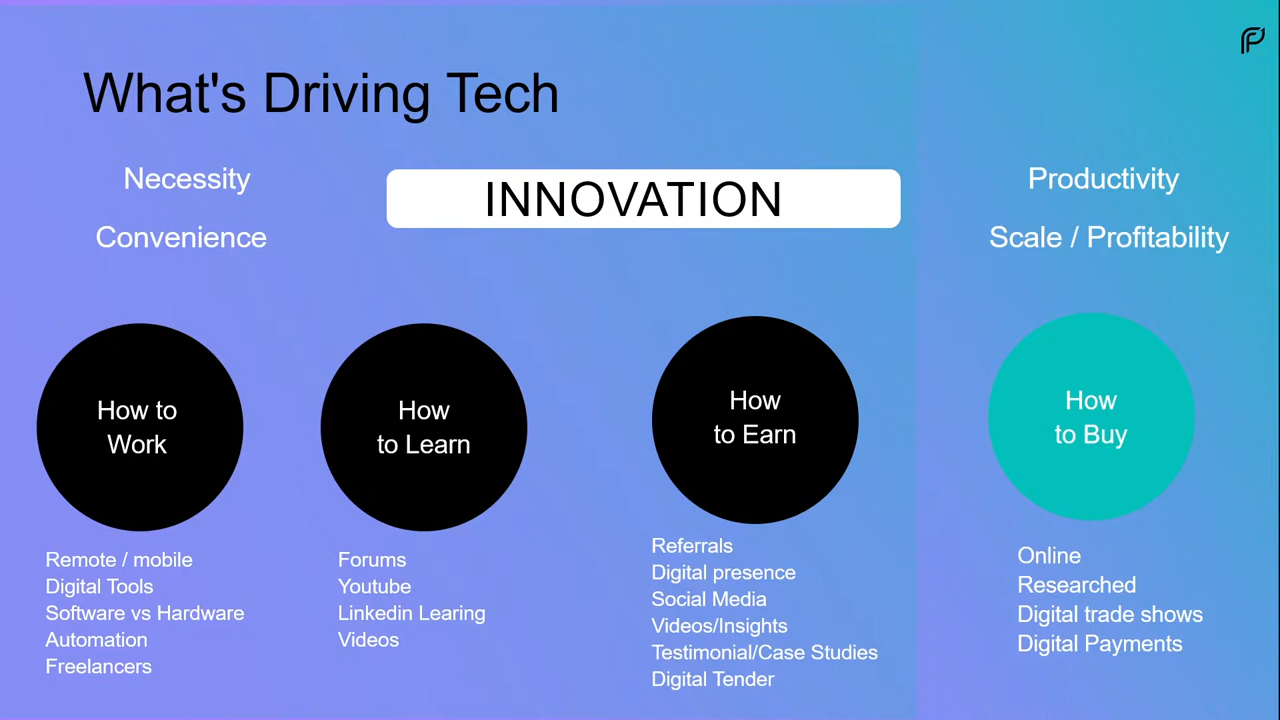 What's Driving Tech
Necessity
Convenience
INNOVATION
Productivity
Scale / Profitability
How to
Work
How
to Learn
How
to Earn
How
to Buy
Remote / mobile
Digital Tools
Software vs Hardware
Automation
Freelancers
Forums
Youtube
Linkedin Learing
Videos
Referrals
Digital presence
Social Media
Videos/Insights
Testimonial/Case Studies
Digital Tender
Online
Researched
Digital trade shows
Digital Payments